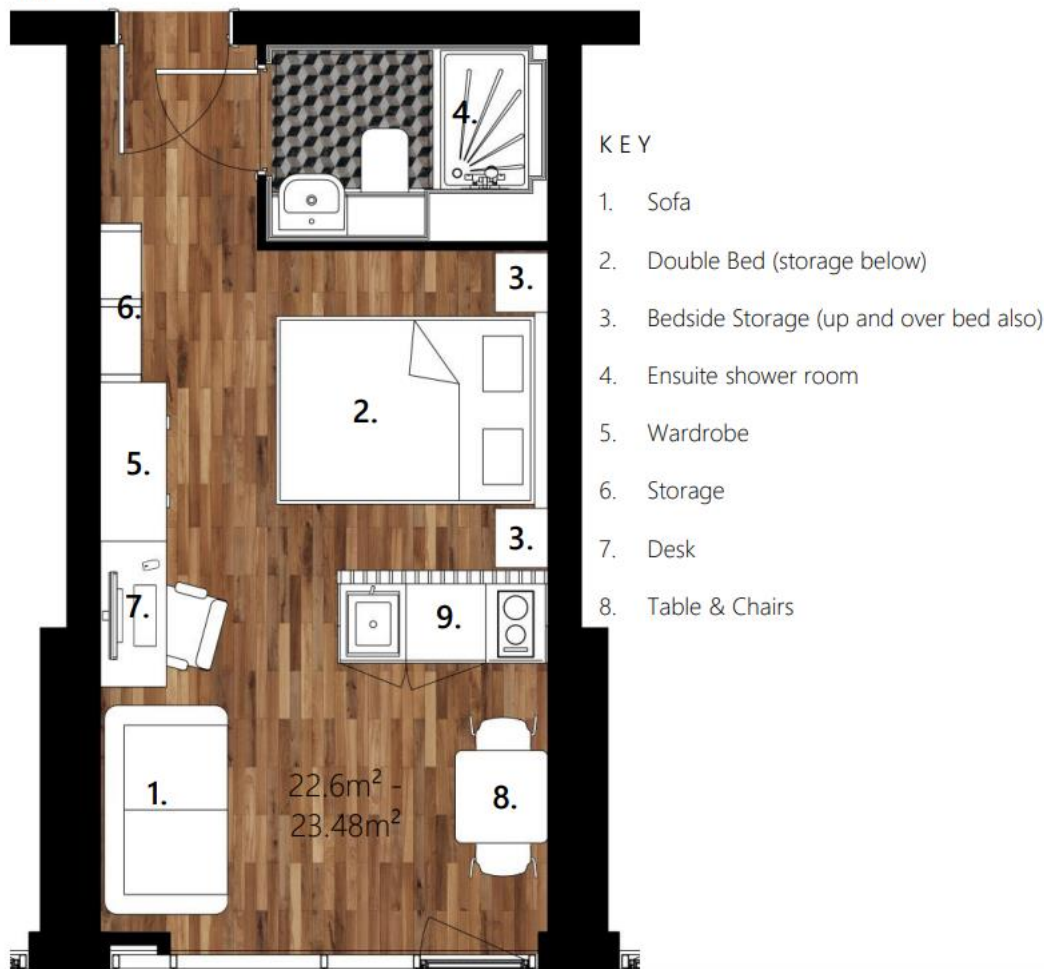 4.
3.
6.
2.
5.
3.
7.
9.
1.
22.6m² -
23.48m²
8.
KEY
1. Sofa
2. Double Bed (storage below)
3. Bedside Storage (up and over bed also)
4. Ensuite shower room
5. Wardrobe
6. Storage
7. Desk
8. Table & Chairs